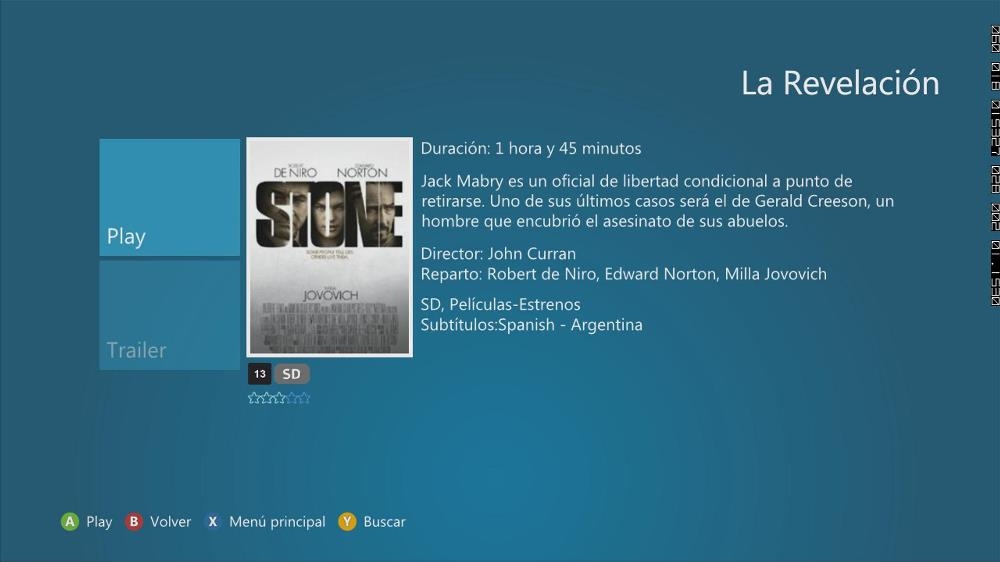 La Revelación
Play
Trailer
ROBERT DE NIRO
EDWARD NORTON
STONE
SOME PEOPLE TELL LIES.
OTHERS LIVE THEM.
JOVOVICH
13 SD
Duración: 1 hora y 45 minutos
Jack Mabry es un oficial de libertad condicional a punto de
retirarse. Uno de sus últimos casos será el de Gerald Creeson, un
hombre que encubrió el asesinato de sus abuelos.
Director: John Curran
Reparto: Robert de Niro, Edward Norton, Milla Jovovich
SD, Películas-Estrenos
Subtítulos:Spanish - Argentina
A Play B Volver X Menú principal Y Buscar